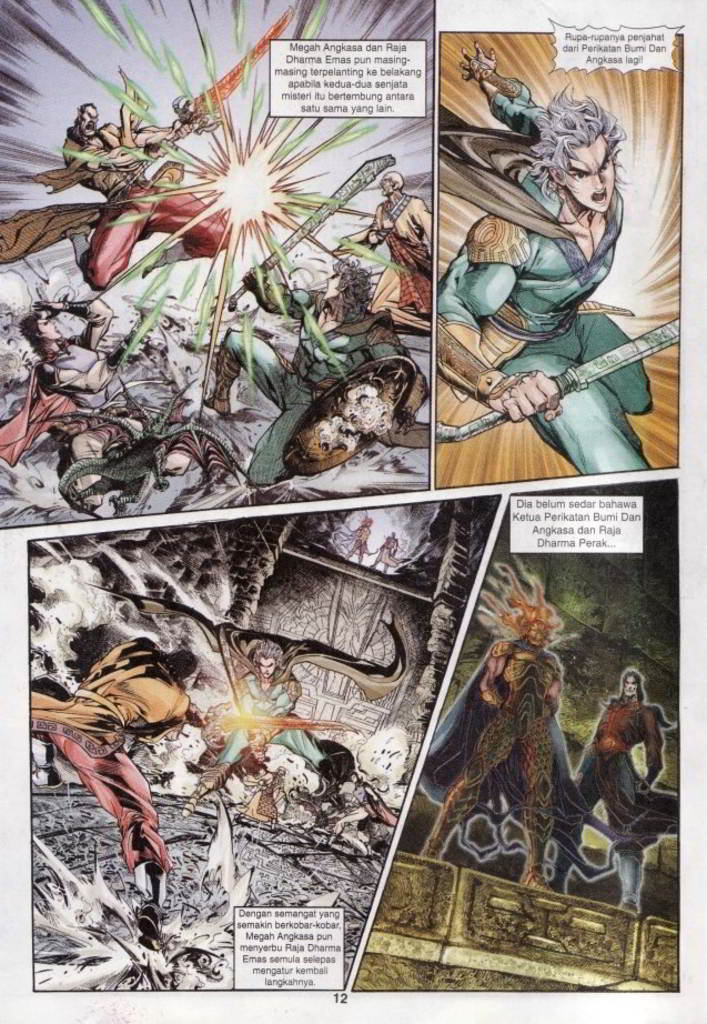 Megah Angkasa dan Raja
Dharma Emas pun masing-
masing terpelanting ke belakang
apabila kedua-dua senjata
misteri itu bertembung antara
satu sama yang lain.
Rupa-rupanya penjahat
dari Perikatan Bumi Dan
Angkasa lagi!
Dengan semangat yang
semakin berkobar-kobar,
Megah Angkasa pun
menyerbu Raja Dharma
Emas semula selepas
mengatur kembali
langkahnya.
Dia belum sedar bahawa
Ketua Perikatan Bumi Dan
Angkasa dan Raja
Dharma Perak...
12